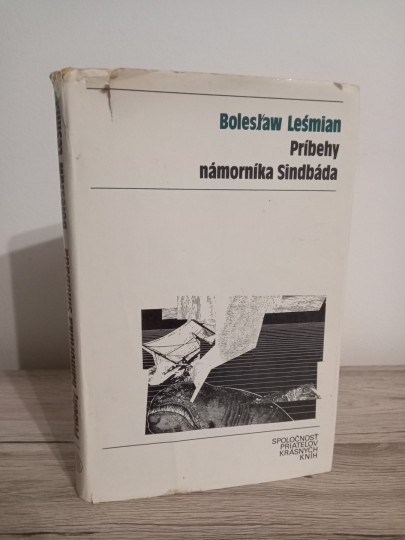 Bolesław Leśmian
Príbehy
námorníka Sindbáda
SPOLOČNOSŤ
PRIATEĽOV
KRÁSNYCH
KNÍH